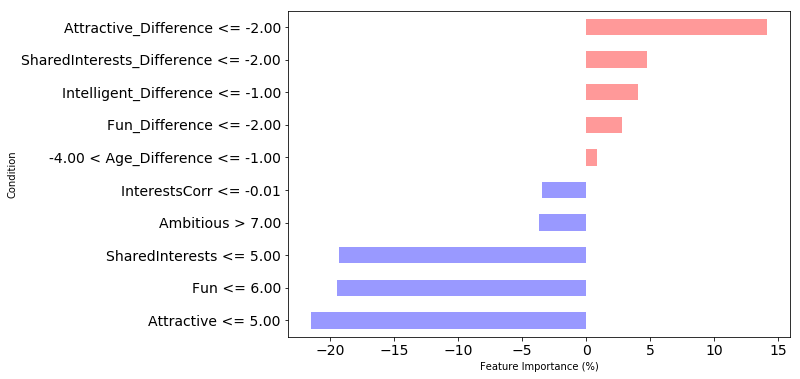 Attractive_Difference <= -2.00
SharedInterests_Difference <= -2.00
Intelligent_Difference <= -1.00
Fun_Difference <= -2.00
-4.00 < Age_Difference <= -1.00
InterestsCorr <= -0.01
Ambitious > 7.00
SharedInterests <= 5.00
Fun <= 6.00
Attractive <= 5.00
Condition
−20 −15 −10 −5 0 5 10 15
Feature Importance (%)